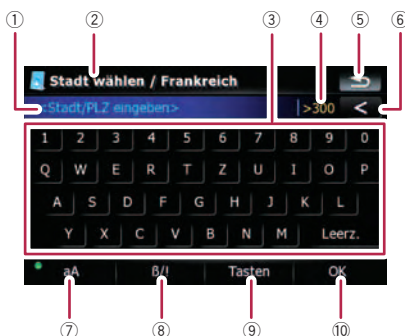 ① ② ③ ④ ⑤ ⑥
Stadt wählen / Frankreich
<Stadt/PLZ eingeben> >300 <
1 2 3 4 5 6 7 8 9 0
Q W E R T Z U I O P
A S D F G H J K L
Y X C V B N M Leerz.
aA ß/! Tasten OK
⑦ ⑧ ⑨ ⑩